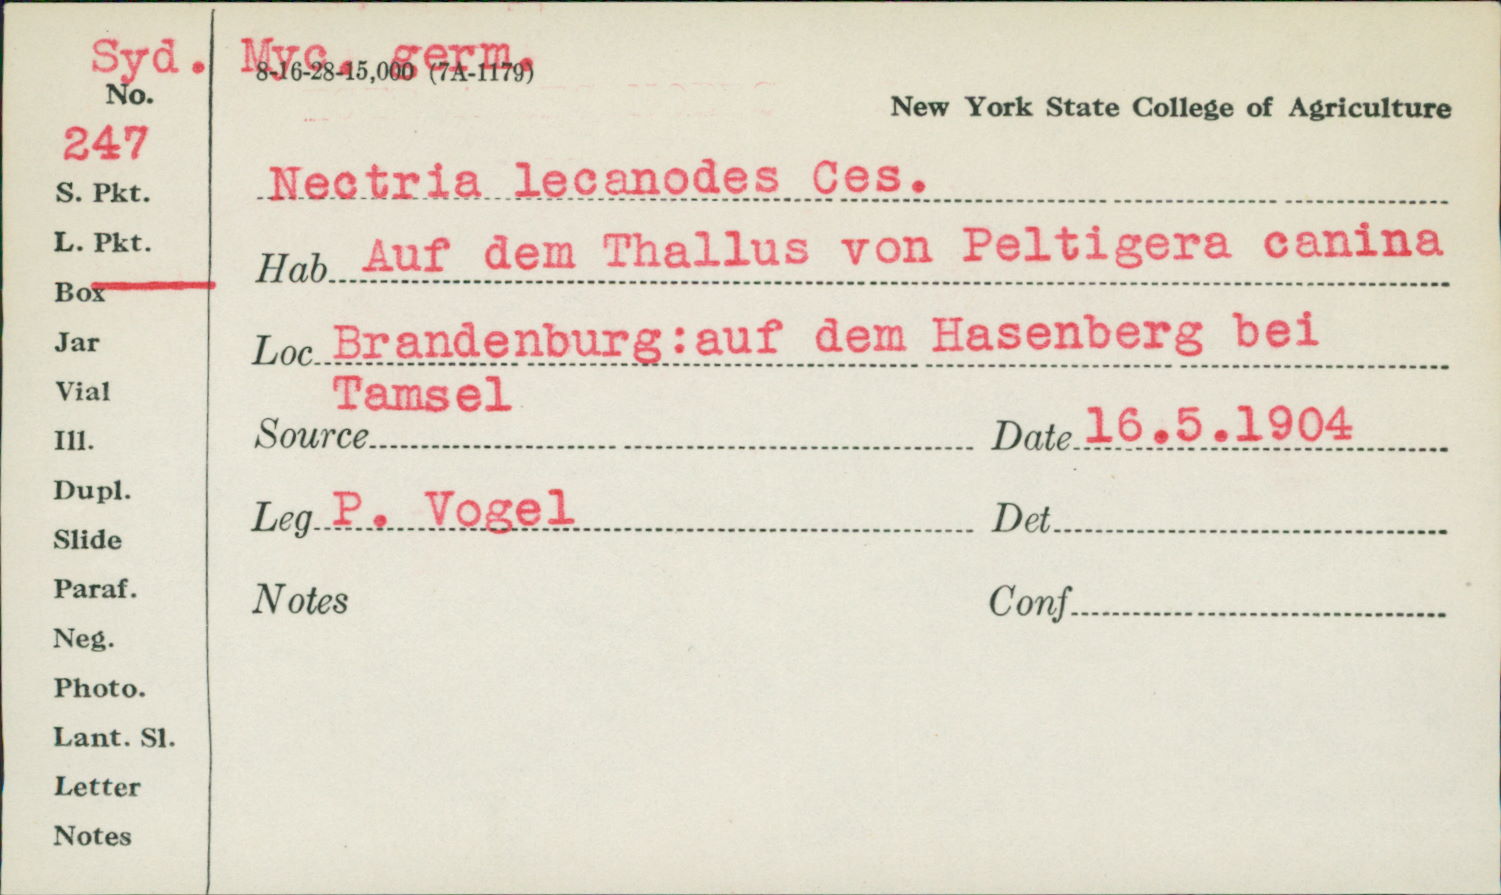 Syd. Myc. germ.
8-16-28-15,000 (7A-1179)
No.
New York State College of Agriculture
247
Nectria lecanodes Ces.
S. Pkt.
L. Pkt.
Hab Auf dem Thallus von Peltigera canina
Box
Jar
Loc Brandenburg:auf dem Hasenberg bei
Tamsel
Vial
Ill.
Source Date 16.5.1904
Dupl.
Leg P. Vogel Det
Slide
Paraf.
Notes Conf
Neg.
Photo.
Lant. Sl.
Letter
Notes